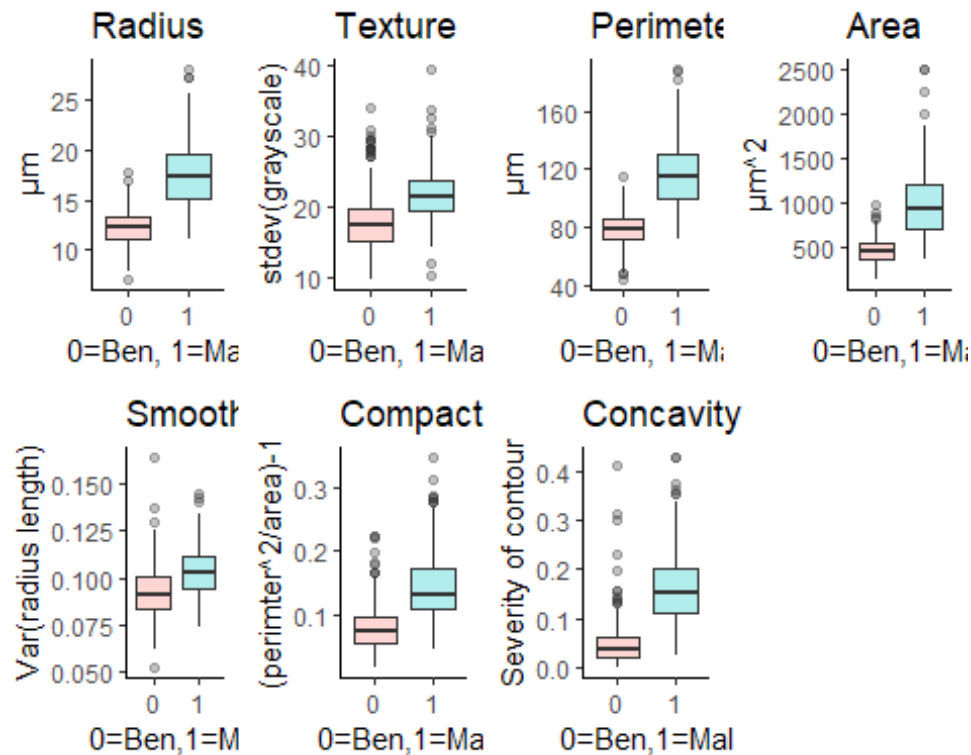 Radius
µm
25
20
15
10
0 1
0=Ben, 1=Ma
Texture
stdev(grayscale)
40
30
20
10
0 1
0=Ben, 1=Ma
Perimete
µm
160
120
80
40
0 1
0=Ben, 1=Ma
Area
µm^2
2500
2000
1500
1000
500
0 1
0=Ben, 1=Ma
Smooth
Var(radius length)
0.150
0.125
0.100
0.075
0.050
0 1
0=Ben,1=M
Compact
(perimter^2/area)-1
0.3
0.2
0.1
0 1
0=Ben,1=Ma
Concavity
Severity of contour
0.4
0.3
0.2
0.1
0.0
0 1
0=Ben,1=Mal